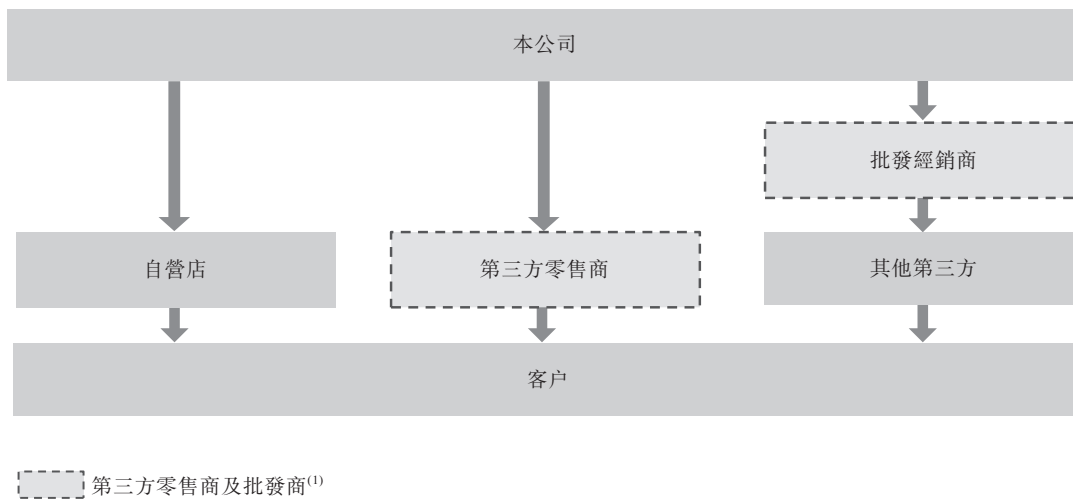 本公司
批發經銷商
自營店
第三方零售商
其他第三方
客户
第三方零售商及批發商(1)